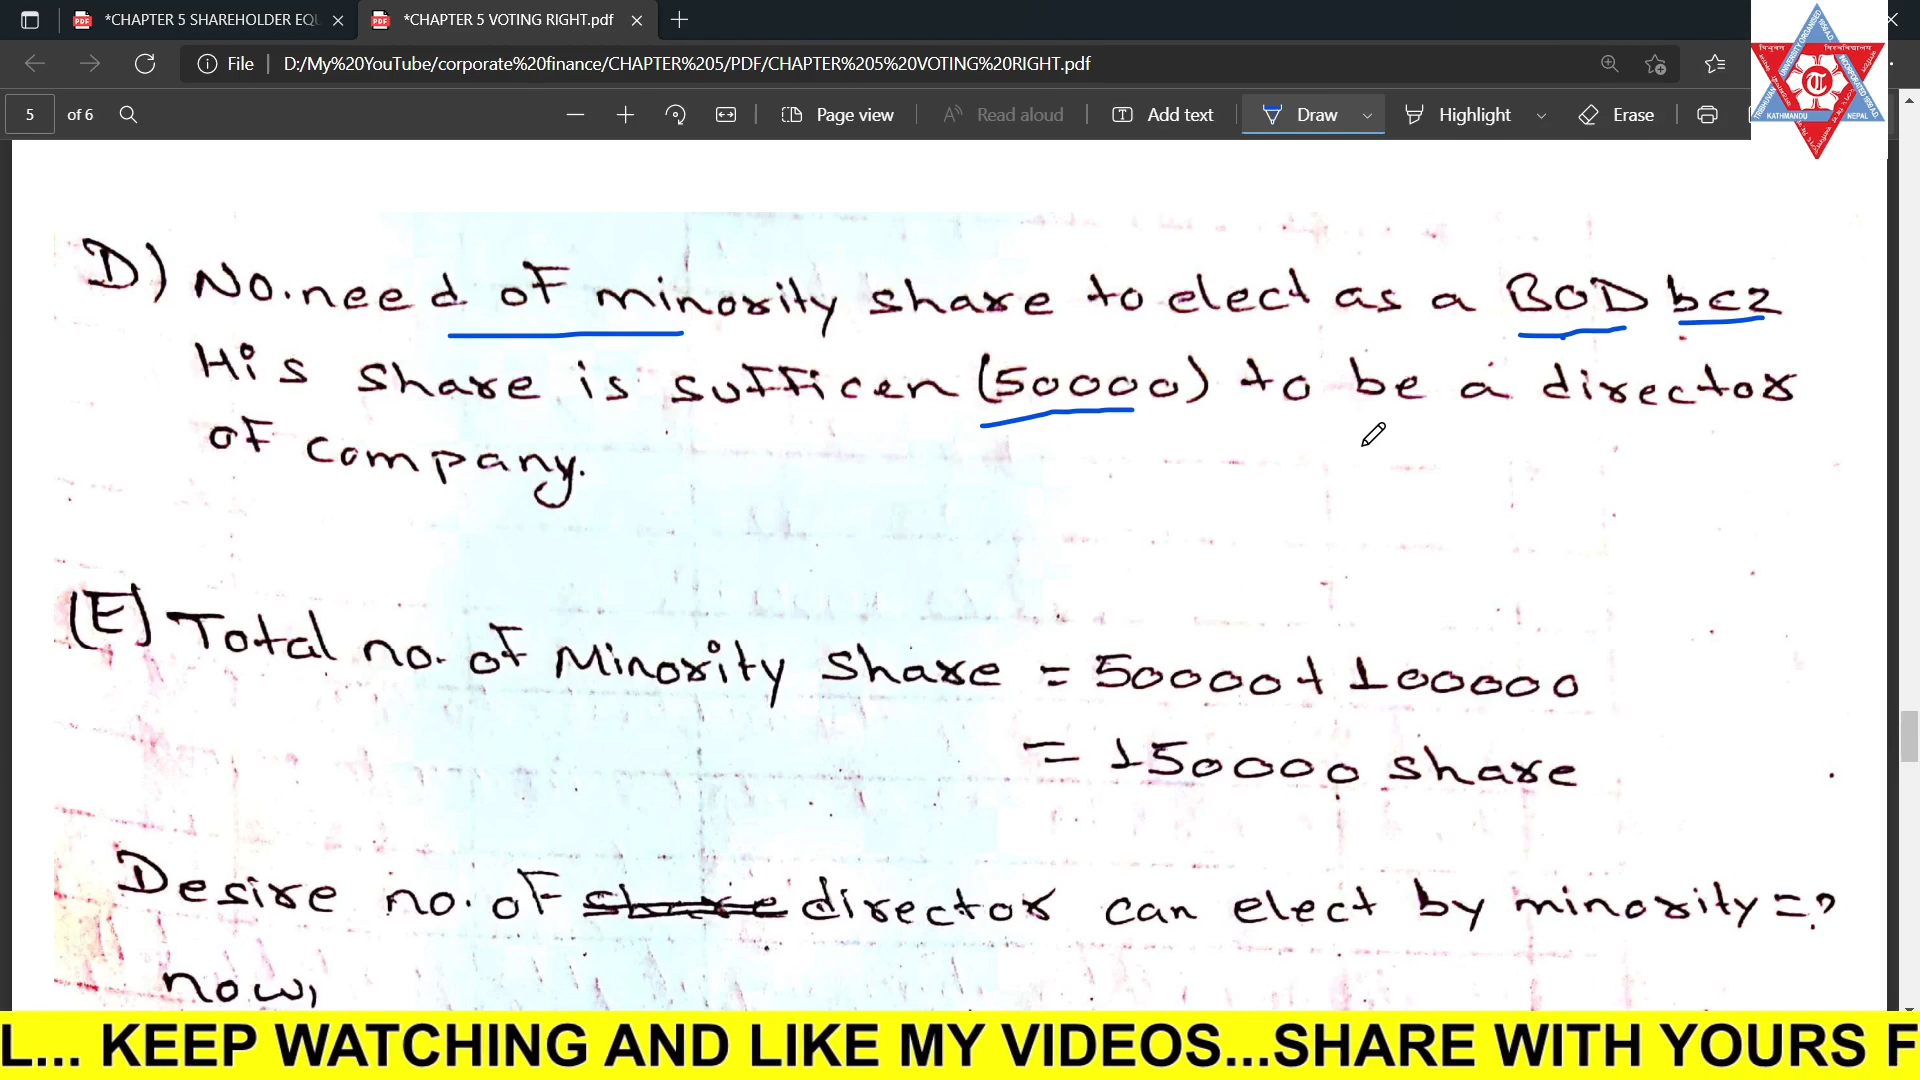 *CHAPTER 5 SHAREHOLDER EQU
*CHAPTER 5 VOTING RIGHT.pdf
File
D:/My%20YouTube/corporate%20finance/CHAPTER%205/PDF/CHAPTER%205%20VOTING%20RIGHT.pdf
5 of 6
Page view
Read aloud
Add text
Draw
Highlight
Erase
KATHMANDU NEPAL
D) No. need of minority share to elect as a BOD bcz
His share is sufficen (50000) to be a director
of company.
(E) Total no. of Minority share = 50000 + 100000
= 150000 share
Desire no. of share director can elect by minority = ?
now,
L... KEEP WATCHING AND LIKE MY VIDEOS...SHARE WITH YOURS F